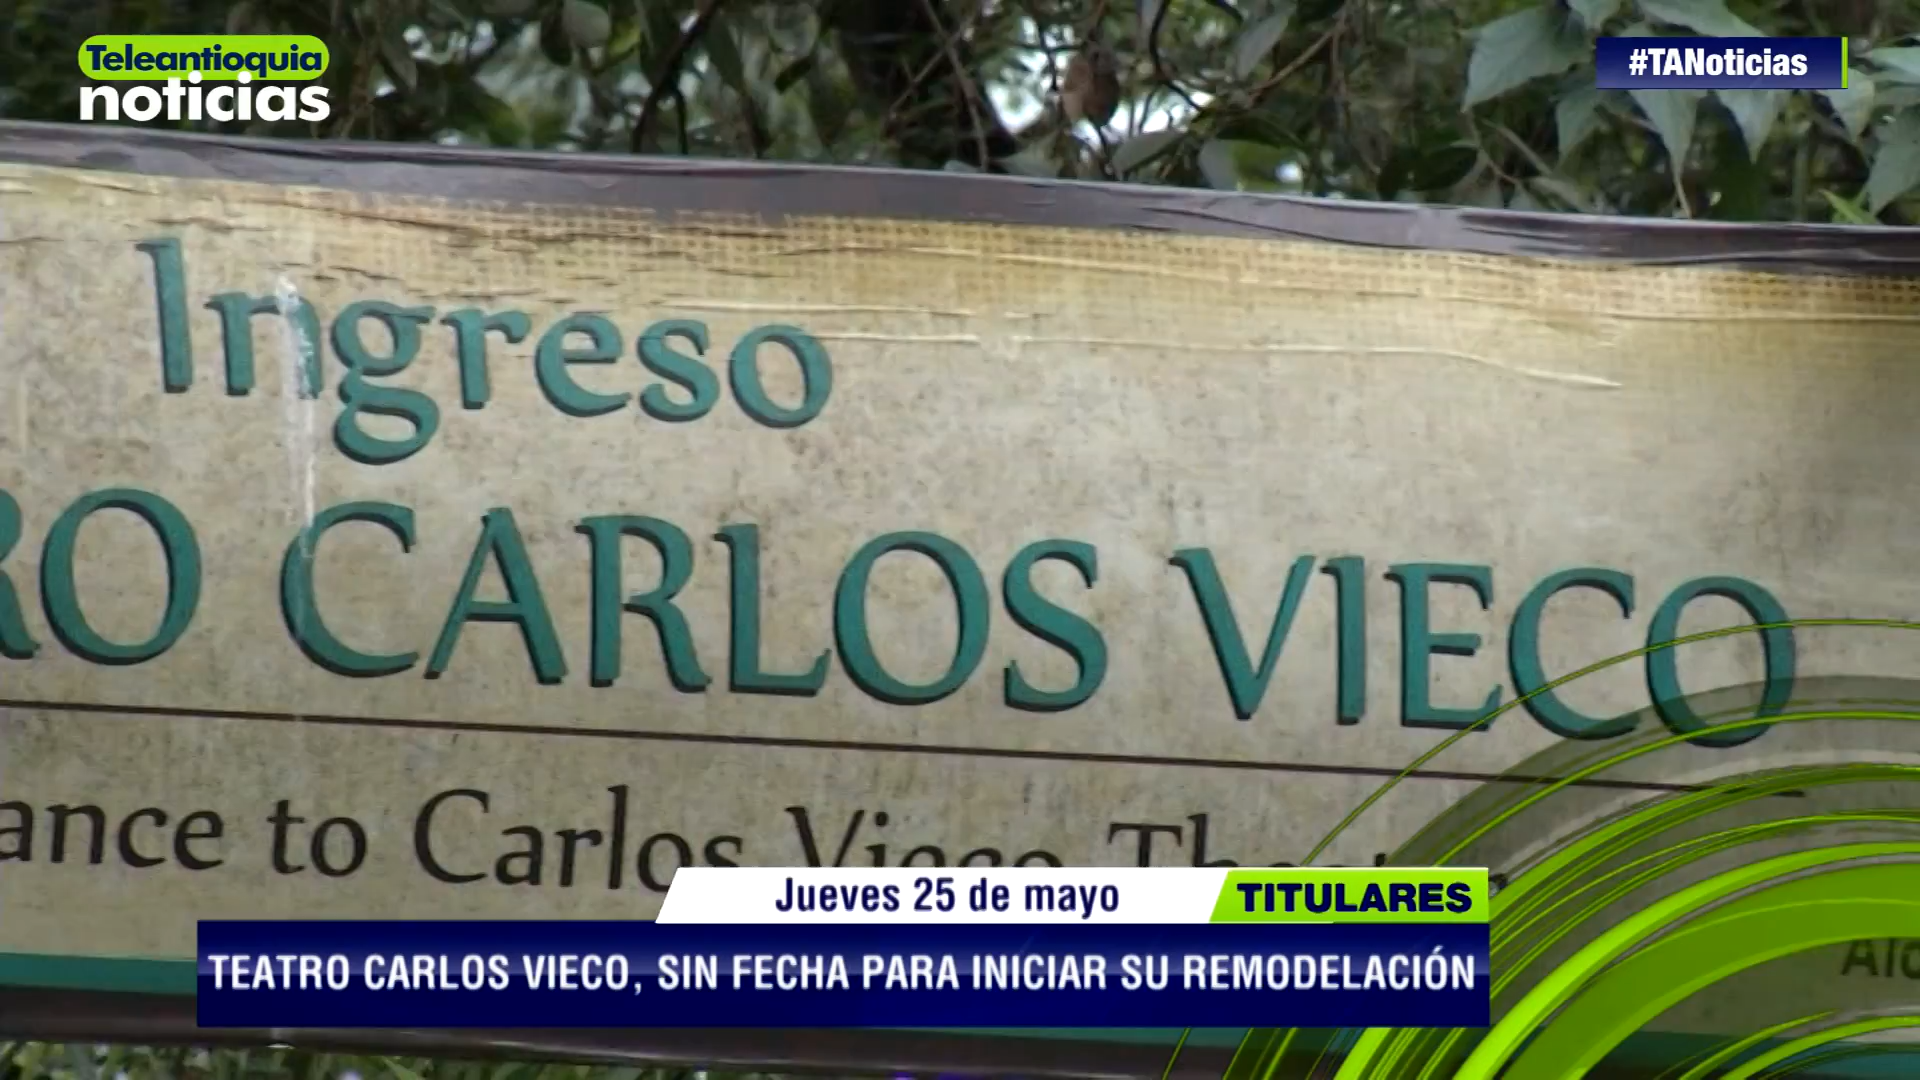 Teleantioquia
noticias
#TANoticias
Ingreso
RO CARLOS VIECO
ance to Carlos Vieco
Jueves 25 de mayo
TITULARES
TEATRO CARLOS VIECO, SIN FECHA PARA INICIAR SU REMODELACIÓN